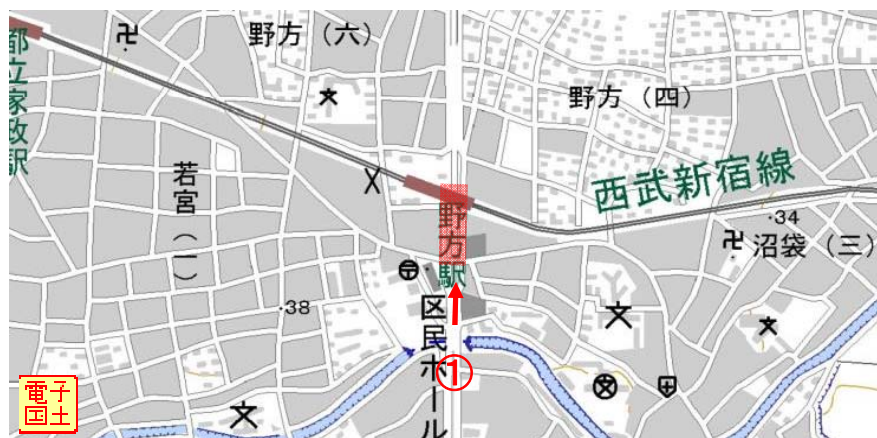 野方（六）
野方（四）
都立家政駅
若宮（一）
西武新宿線
・34
沼袋（三）
野方駅
・38
区民ホール
①
電子
国土